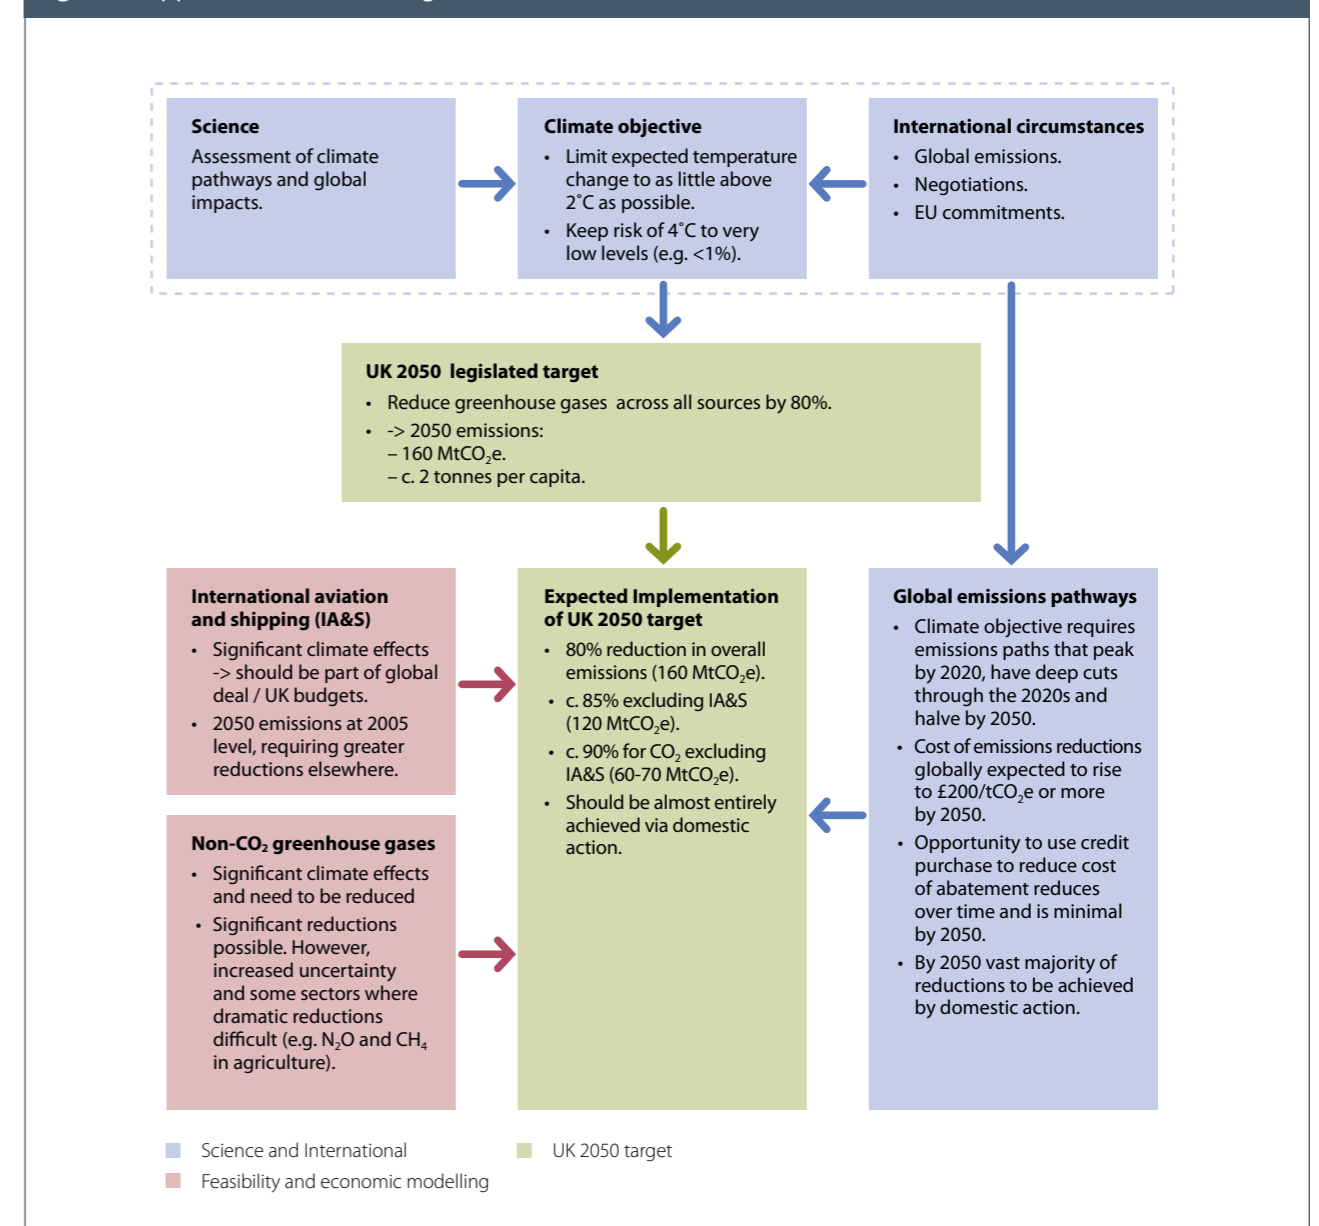 Science
Assessment of climate
pathways and global
impacts.
Climate objective
• Limit expected temperature
change to as little above
2˚C as possible.
• Keep risk of 4˚C to very
low levels (e.g. <1%).
International circumstances
• Global emissions.
• Negotiations.
• EU commitments.
UK 2050 legislated target
• Reduce greenhouse gases across all sources by 80%.
• -> 2050 emissions:
– 160 MtCO₂e.
– c. 2 tonnes per capita.
International aviation
and shipping (IA&S)
• Significant climate effects
-> should be part of global
deal / UK budgets.
• 2050 emissions at 2005
level, requiring greater
reductions elsewhere.
Non-CO₂ greenhouse gases
• Significant climate effects
and need to be reduced
• Significant reductions
possible. However,
increased uncertainty
and some sectors where
dramatic reductions
difficult (e.g. N₂O and CH₄
in agriculture).
Expected Implementation
of UK 2050 target
• 80% reduction in overall
emissions (160 MtCO₂e).
• c. 85% excluding IA&S
(120 MtCO₂e).
• c. 90% for CO₂ excluding
IA&S (60-70 MtCO₂e).
• Should be almost entirely
achieved via domestic
action.
Global emissions pathways
• Climate objective requires
emissions paths that peak
by 2020, have deep cuts
through the 2020s and
halve by 2050.
• Cost of emissions reductions
globally expected to rise
to £200/tCO₂e or more
by 2050.
• Opportunity to use credit
purchase to reduce cost
of abatement reduces
over time and is minimal
by 2050.
• By 2050 vast majority of
reductions to be achieved
by domestic action.
Science and International
UK 2050 target
Feasibility and economic modelling